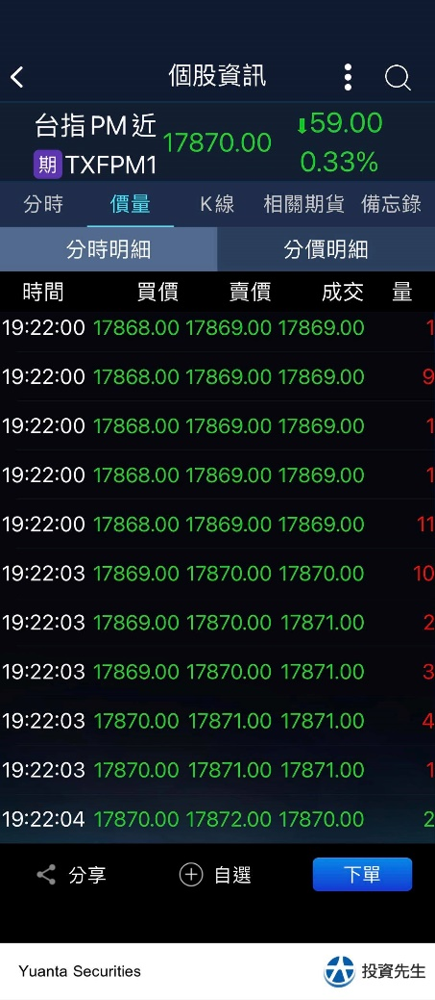 個股資訊
台指PM近 17870.00 ⬇59.00
期 TXFPM1 0.33%
分時 價量 K線 相關期貨 備忘錄
分時明細 分價明細
時間 買價 賣價 成交 量
19:22:00 17868.00 17869.00 17869.00 1
19:22:00 17868.00 17869.00 17869.00 9
19:22:00 17868.00 17869.00 17869.00 1
19:22:00 17868.00 17869.00 17869.00 1
19:22:00 17868.00 17869.00 17869.00 11
19:22:03 17869.00 17870.00 17870.00 10
19:22:03 17869.00 17870.00 17871.00 2
19:22:03 17869.00 17870.00 17871.00 3
19:22:03 17870.00 17871.00 17871.00 4
19:22:03 17870.00 17871.00 17871.00 1
19:22:04 17870.00 17872.00 17870.00 2
分享 自選 下單
Yuanta Securities 投資先生